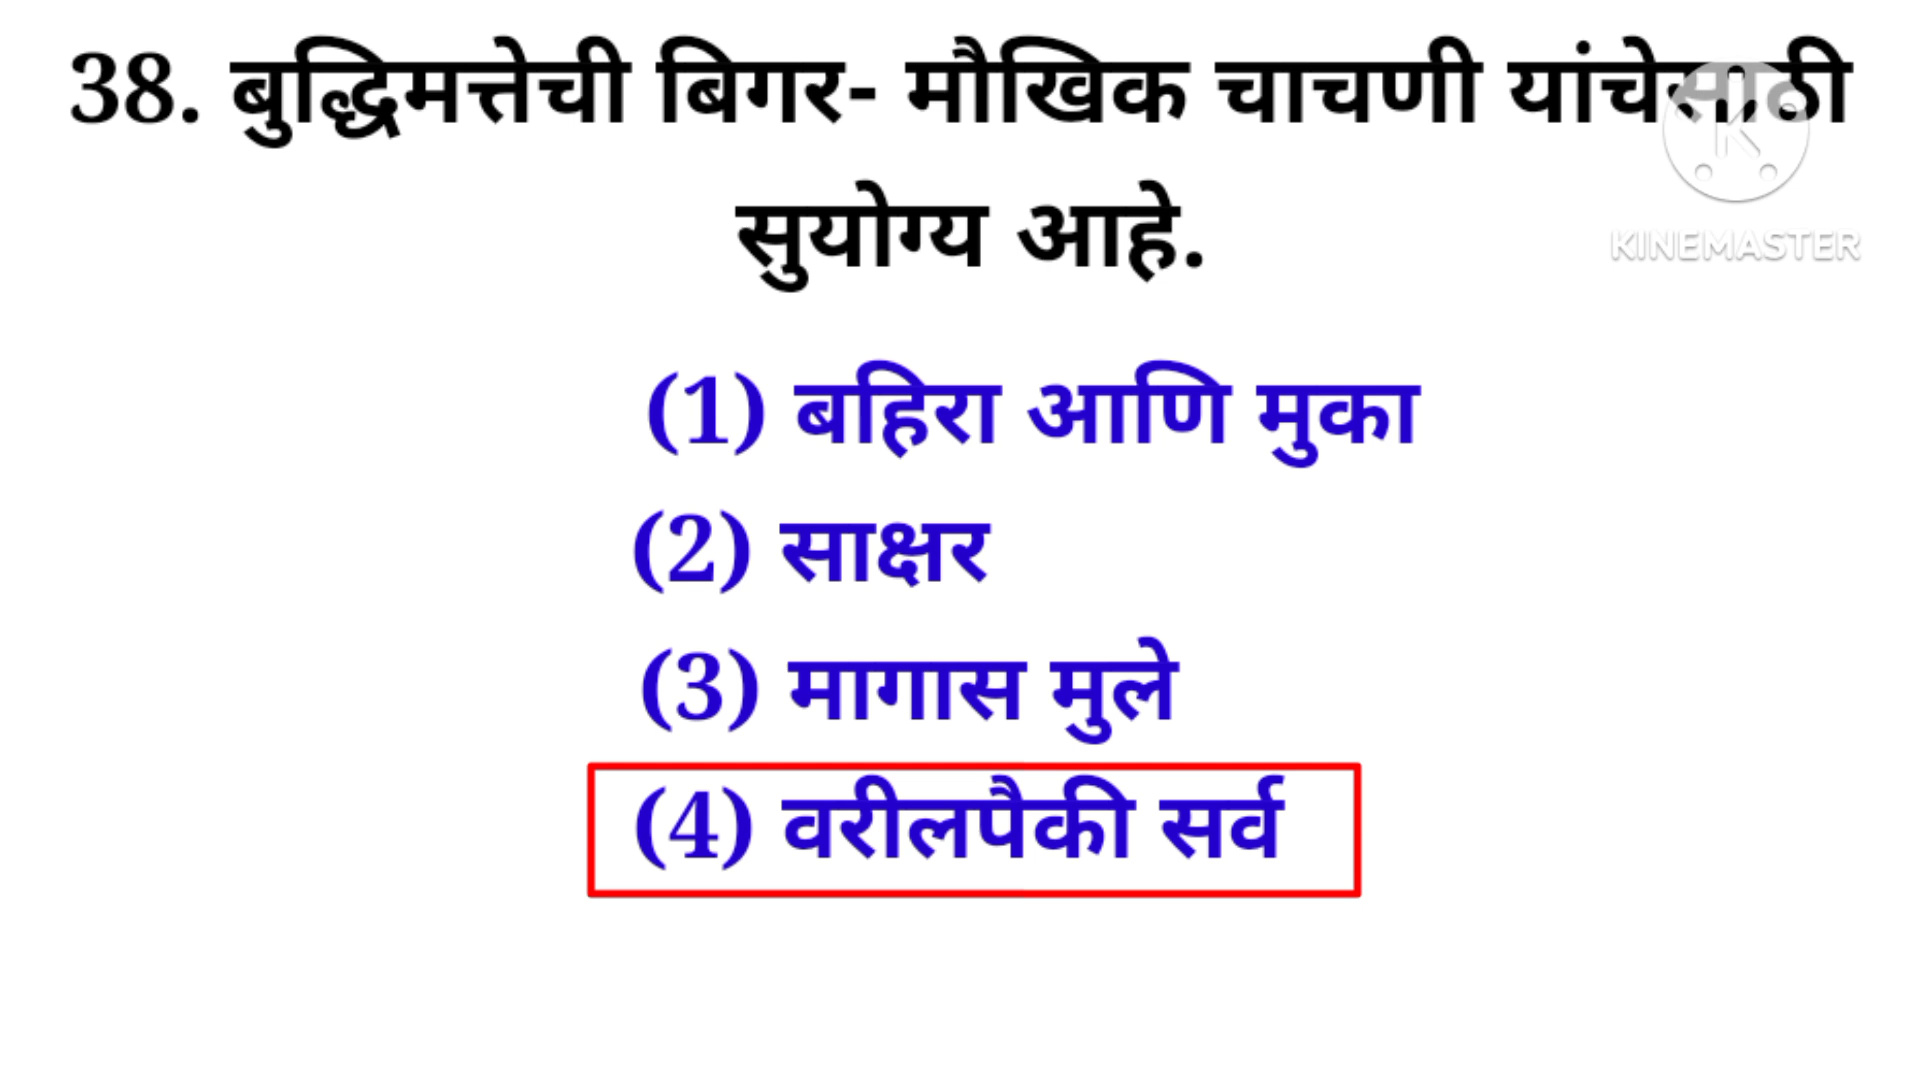 38. बुद्धिमत्तेची बिगर- मौखिक चाचणी यांचेसाठी
सुयोग्य आहे.
KINEMASTER
(1) बहिरा आणि मुका
(2) साक्षर
(3) मागास मुले
(4) वरीलपैकी सर्व